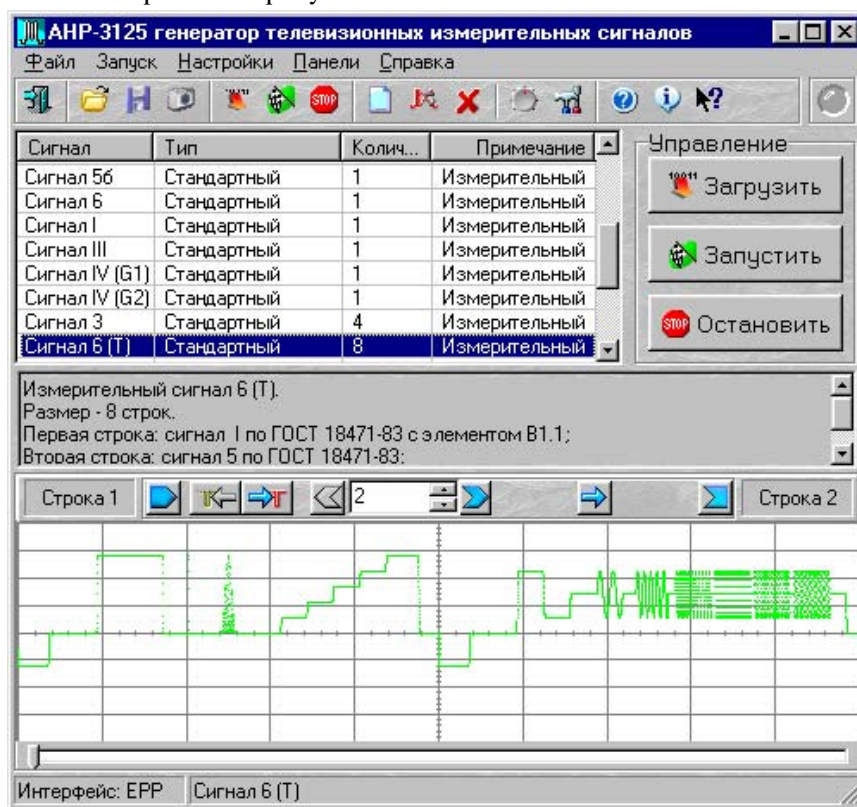 АНР-3125 генератор телевизионных измерительных сигналов
Файл Запуск Настройки Панели Справка
STOP
Сигнал Тип Колич... Примечание
Сигнал 5б Стандартный 1 Измерительный
Сигнал 6 Стандартный 1 Измерительный
Сигнал I Стандартный 1 Измерительный
Сигнал III Стандартный 1 Измерительный
Сигнал IV (G1) Стандартный 1 Измерительный
Сигнал IV (G2) Стандартный 1 Измерительный
Сигнал 3 Стандартный 4 Измерительный
Сигнал 6 (Т) Стандартный 8 Измерительный
Управление
10011 Загрузить
Запустить
STOP Остановить
Измерительный сигнал 6 (Т).
Размер - 8 строк.
Первая строка: сигнал I по ГОСТ 18471-83 с элементом В1.1;
Вторая строка: сигнал 5 по ГОСТ 18471-83;
Строка 1 2 Строка 2
Интерфейс: EPP Сигнал 6 (Т)